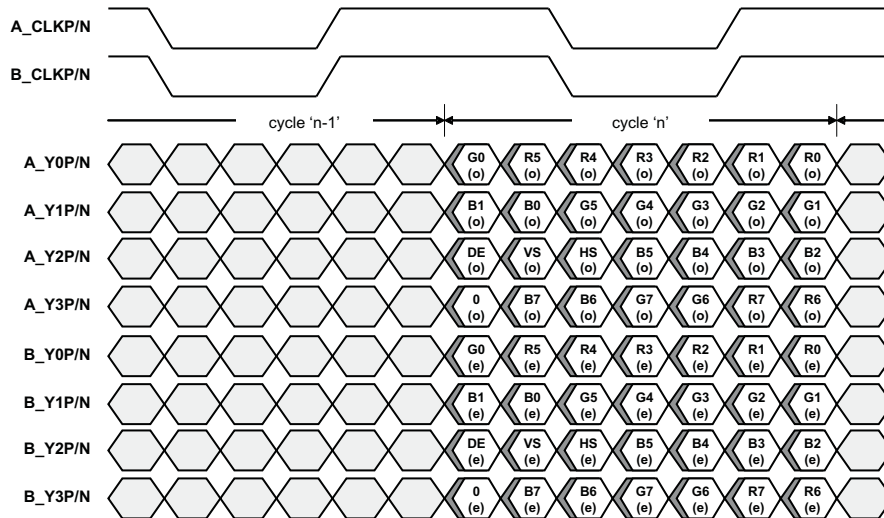 A_CLKP/N
B_CLKP/N
cycle ‘n-1’ cycle ‘n’
A_Y0P/N G0 (o) R5 (o) R4 (o) R3 (o) R2 (o) R1 (o) R0 (o)
A_Y1P/N B1 (o) B0 (o) G5 (o) G4 (o) G3 (o) G2 (o) G1 (o)
A_Y2P/N DE (o) VS (o) HS (o) B5 (o) B4 (o) B3 (o) B2 (o)
A_Y3P/N 0 (o) B7 (o) B6 (o) G7 (o) G6 (o) R7 (o) R6 (o)
B_Y0P/N G0 (e) R5 (e) R4 (e) R3 (e) R2 (e) R1 (e) R0 (e)
B_Y1P/N B1 (e) B0 (e) G5 (e) G4 (e) G3 (e) G2 (e) G1 (e)
B_Y2P/N DE (e) VS (e) HS (e) B5 (e) B4 (e) B3 (e) B2 (e)
B_Y3P/N 0 (e) B7 (e) B6 (e) G7 (e) G6 (e) R7 (e) R6 (e)